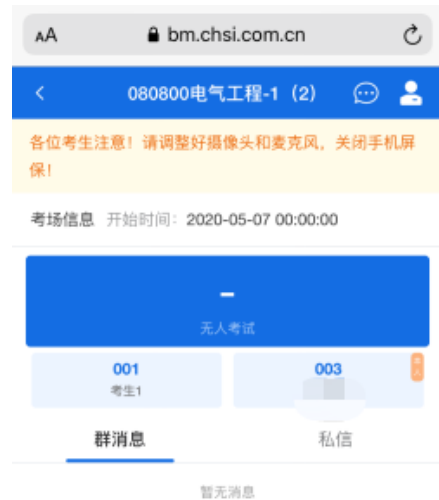 AA bm.chsi.com.cn
080800电气工程-1（2）
各位考生注意！请调整好摄像头和麦克风，关闭手机屏
保！
考场信息 开始时间：2020-05-07 00:00:00
–
无人考试
001 003
考生1
群消息 私信
暂无消息